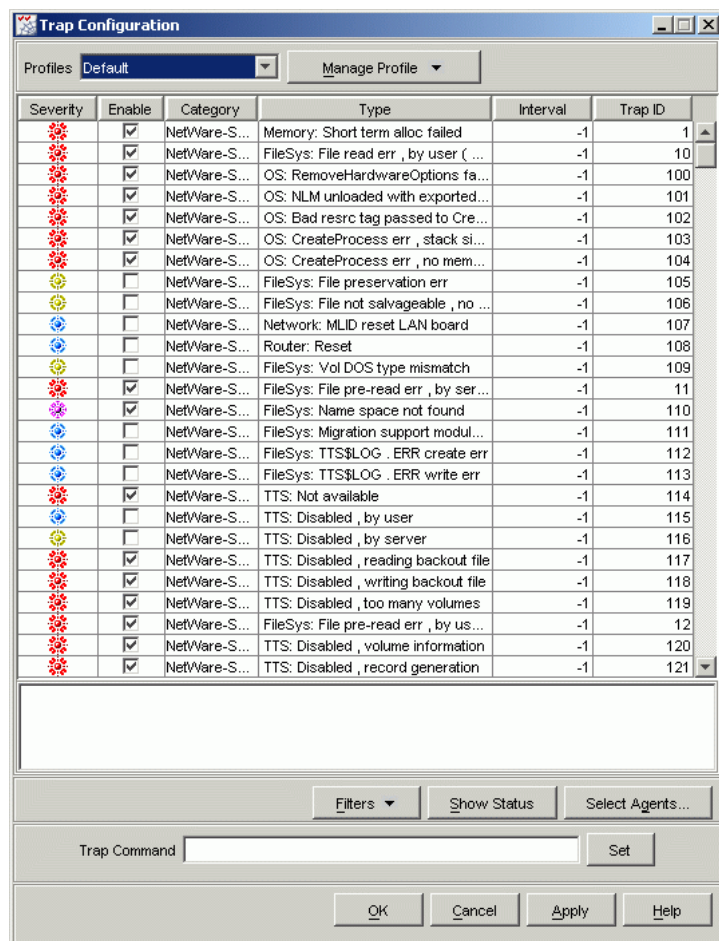 Trap Configuration
Profiles Default Manage Profile
Severity Enable Category Type Interval Trap ID
NetWare-S... Memory: Short term alloc failed -1 1
NetWare-S... FileSys: File read err , by user ( ... -1 10
NetWare-S... OS: RemoveHardwareOptions fa... -1 100
NetWare-S... OS: NLM unloaded with exported... -1 101
NetWare-S... OS: Bad resrc tag passed to Cre... -1 102
NetWare-S... OS: CreateProcess err , stack si... -1 103
NetWare-S... OS: CreateProcess err , no mem... -1 104
NetWare-S... FileSys: File preservation err -1 105
NetWare-S... FileSys: File not salvageable , no ... -1 106
NetWare-S... Network: MLID reset LAN board -1 107
NetWare-S... Router: Reset -1 108
NetWare-S... FileSys: Vol DOS type mismatch -1 109
NetWare-S... FileSys: File pre-read err , by ser... -1 11
NetWare-S... FileSys: Name space not found -1 110
NetWare-S... FileSys: Migration support modul... -1 111
NetWare-S... FileSys: TTS$LOG . ERR create err -1 112
NetWare-S... FileSys: TTS$LOG . ERR write err -1 113
NetWare-S... TTS: Not available -1 114
NetWare-S... TTS: Disabled , by user -1 115
NetWare-S... TTS: Disabled , by server -1 116
NetWare-S... TTS: Disabled , reading backout file -1 117
NetWare-S... TTS: Disabled , writing backout file -1 118
NetWare-S... TTS: Disabled , too many volumes -1 119
NetWare-S... FileSys: File pre-read err , by us... -1 12
NetWare-S... TTS: Disabled , volume information -1 120
NetWare-S... TTS: Disabled , record generation -1 121
Filters Show Status Select Agents...
Trap Command Set
OK Cancel Apply Help